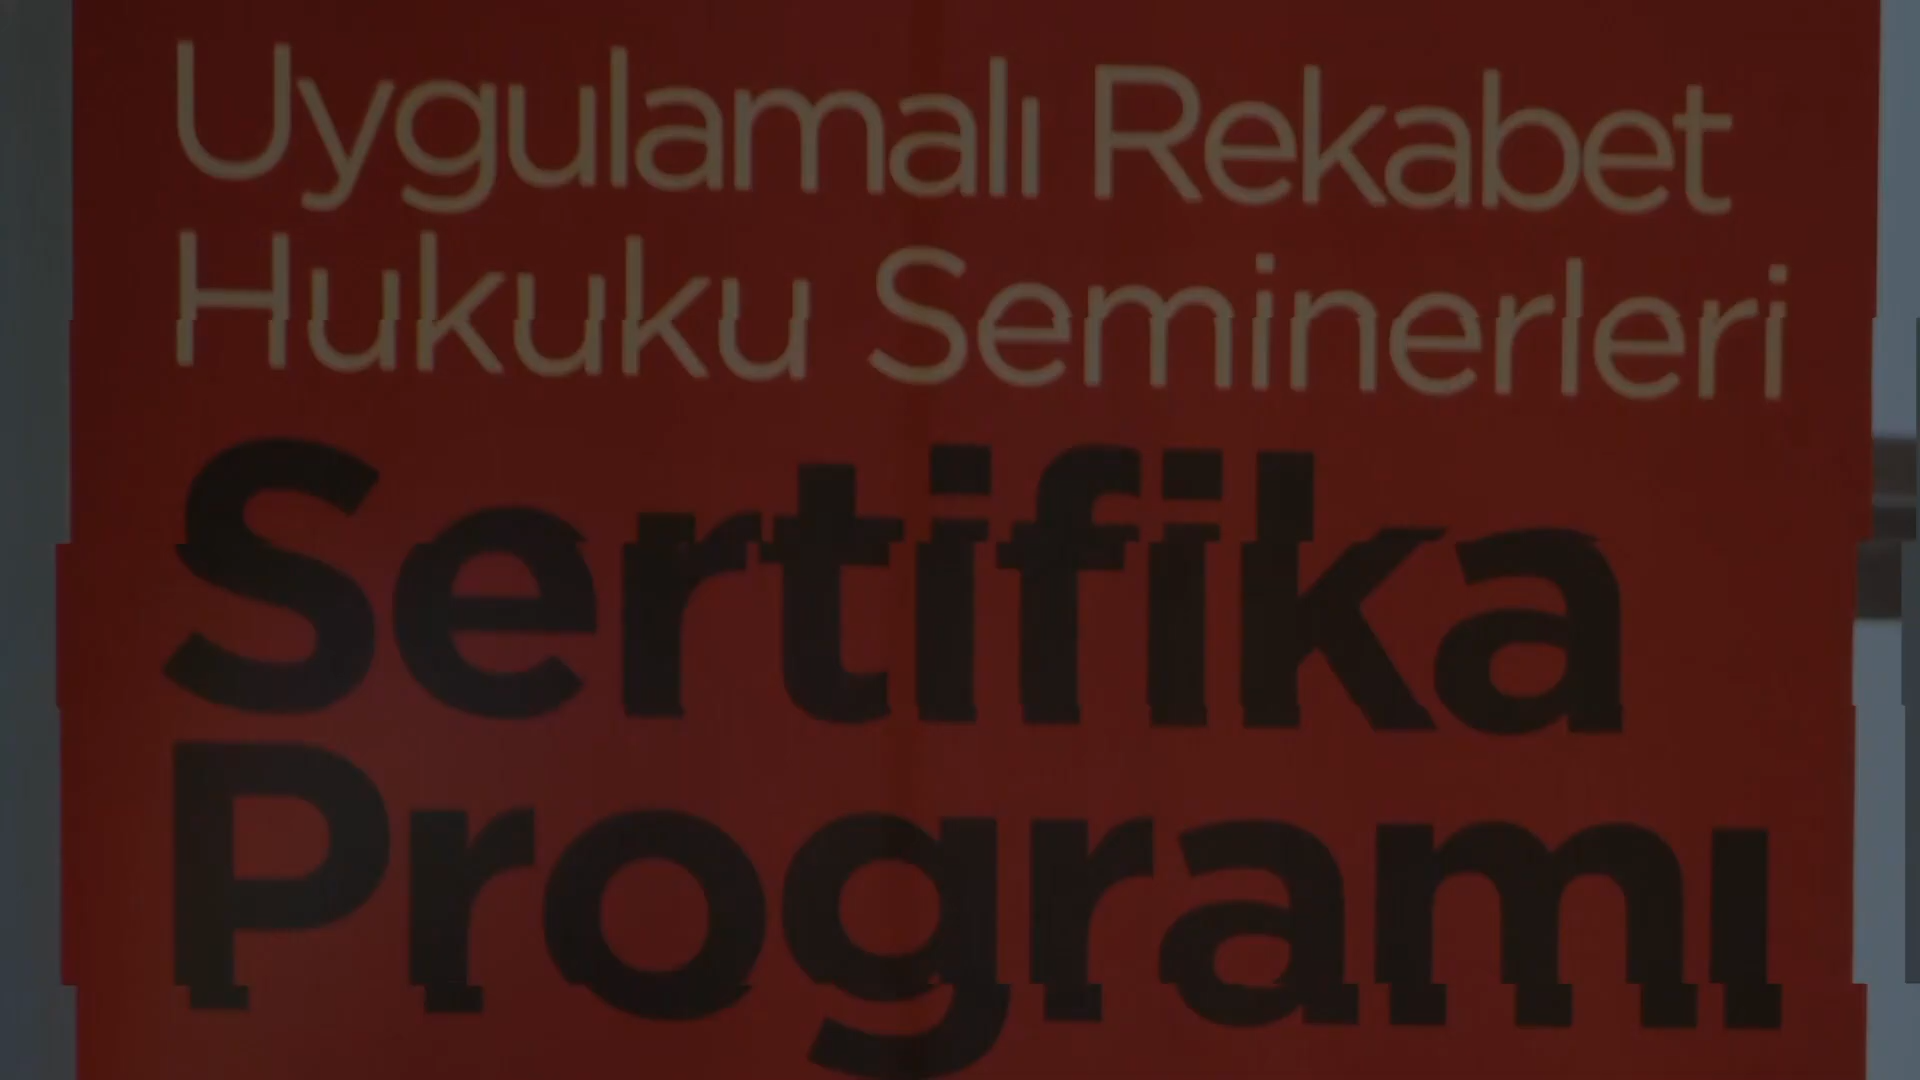 Uygulamalı Rekabet
Hukuku Seminerleri
Sertifika
Programı